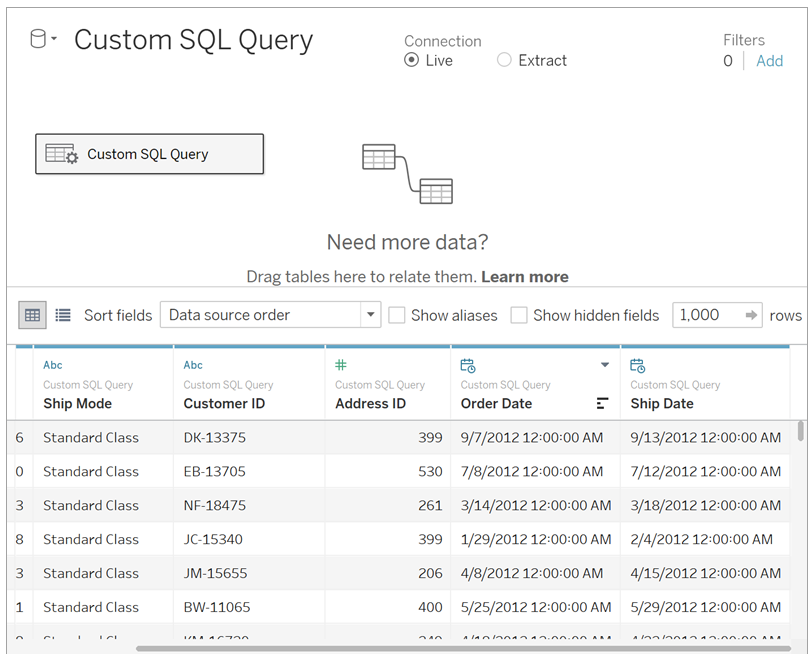 Custom SQL Query
Connection
Live Extract
Filters
0 Add
Custom SQL Query
Need more data?
Drag tables here to relate them. Learn more
Sort fields Data source order Show aliases Show hidden fields 1,000 rows
Abc Abc #
Custom SQL Query Custom SQL Query Custom SQL Query Custom SQL Query Custom SQL Query
Ship Mode Customer ID Address ID Order Date Ship Date
6 Standard Class DK-13375 399 9/7/2012 12:00:00 AM 9/13/2012 12:00:00 AM
0 Standard Class EB-13705 530 7/8/2012 12:00:00 AM 7/12/2012 12:00:00 AM
3 Standard Class NF-18475 261 3/14/2012 12:00:00 AM 3/18/2012 12:00:00 AM
8 Standard Class JC-15340 399 1/29/2012 12:00:00 AM 2/4/2012 12:00:00 AM
3 Standard Class JM-15655 206 4/8/2012 12:00:00 AM 4/15/2012 12:00:00 AM
1 Standard Class BW-11065 400 5/25/2012 12:00:00 AM 5/29/2012 12:00:00 AM
Standard Class